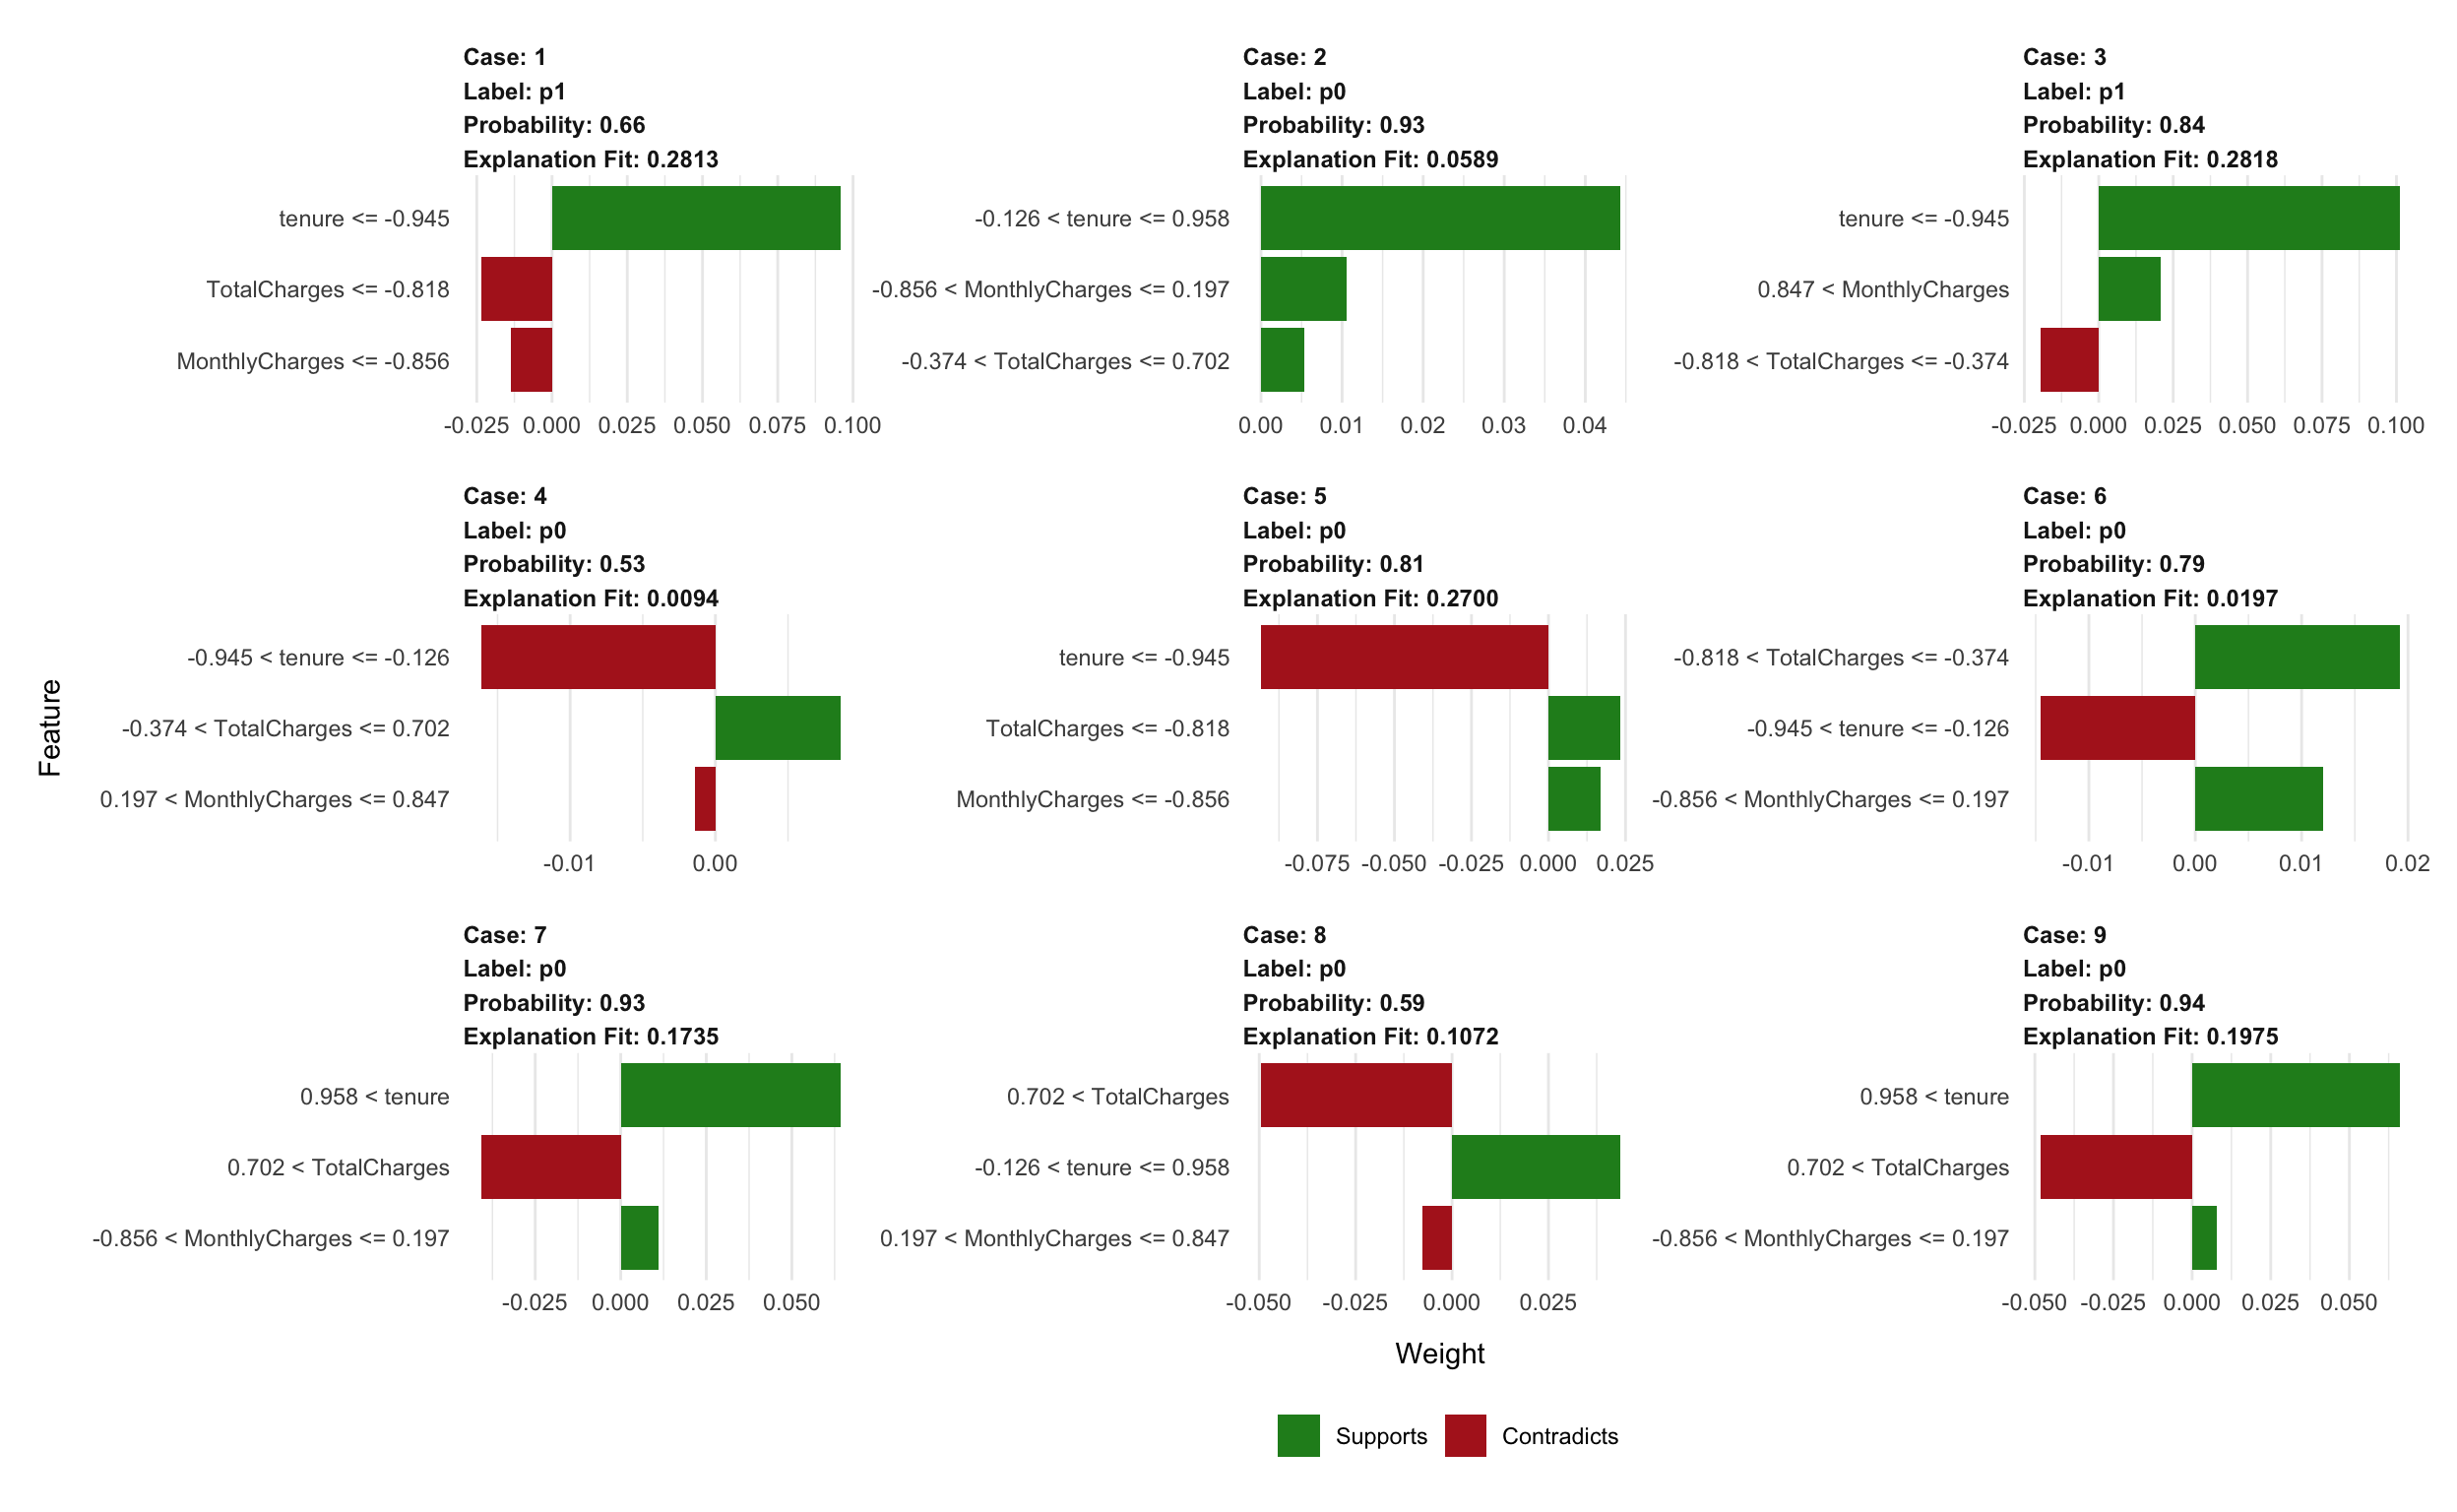 Case: 1
Label: p1
Probability: 0.66
Explanation Fit: 0.2813
tenure <= -0.945
TotalCharges <= -0.818
MonthlyCharges <= -0.856
-0.025 0.000 0.025 0.050 0.075 0.100
Case: 2
Label: p0
Probability: 0.93
Explanation Fit: 0.0589
-0.126 < tenure <= 0.958
-0.856 < MonthlyCharges <= 0.197
-0.374 < TotalCharges <= 0.702
0.00 0.01 0.02 0.03 0.04
Case: 3
Label: p1
Probability: 0.84
Explanation Fit: 0.2818
tenure <= -0.945
0.847 < MonthlyCharges
-0.818 < TotalCharges <= -0.374
-0.025 0.000 0.025 0.050 0.075 0.100
Feature
Case: 4
Label: p0
Probability: 0.53
Explanation Fit: 0.0094
-0.945 < tenure <= -0.126
-0.374 < TotalCharges <= 0.702
0.197 < MonthlyCharges <= 0.847
-0.01 0.00
Case: 5
Label: p0
Probability: 0.81
Explanation Fit: 0.2700
tenure <= -0.945
TotalCharges <= -0.818
MonthlyCharges <= -0.856
-0.075 -0.050 -0.025 0.000 0.025
Case: 6
Label: p0
Probability: 0.79
Explanation Fit: 0.0197
-0.818 < TotalCharges <= -0.374
-0.945 < tenure <= -0.126
-0.856 < MonthlyCharges <= 0.197
-0.01 0.00 0.01 0.02
Case: 7
Label: p0
Probability: 0.93
Explanation Fit: 0.1735
0.958 < tenure
0.702 < TotalCharges
-0.856 < MonthlyCharges <= 0.197
-0.025 0.000 0.025 0.050
Case: 8
Label: p0
Probability: 0.59
Explanation Fit: 0.1072
0.702 < TotalCharges
-0.126 < tenure <= 0.958
0.197 < MonthlyCharges <= 0.847
-0.050 -0.025 0.000 0.025
Case: 9
Label: p0
Probability: 0.94
Explanation Fit: 0.1975
0.958 < tenure
0.702 < TotalCharges
-0.856 < MonthlyCharges <= 0.197
-0.050 -0.025 0.000 0.025 0.050
Weight
Supports Contradicts